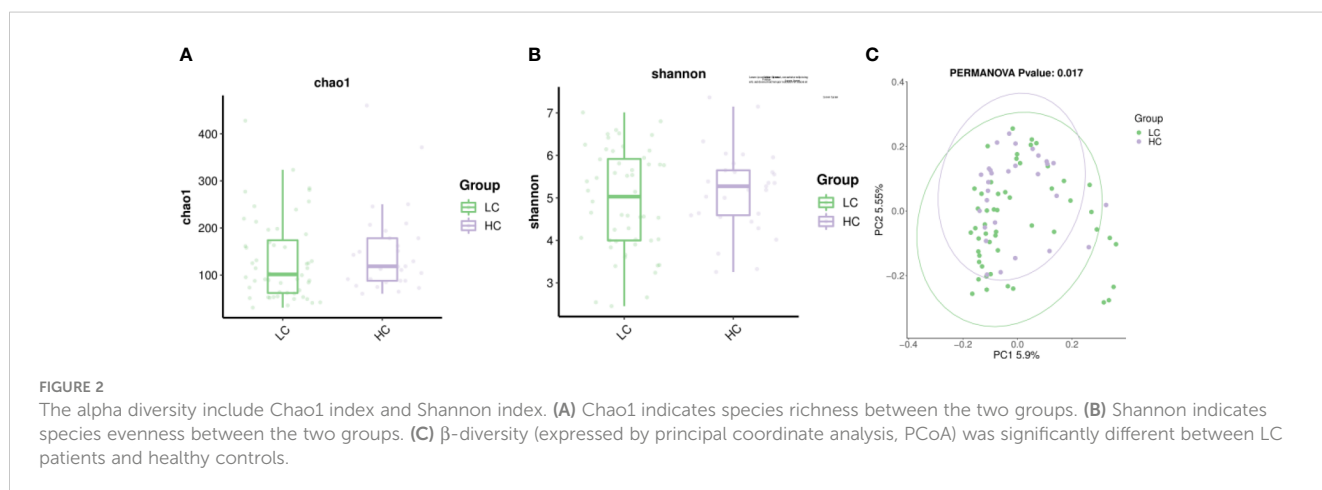 A
chao1
400
300
200
100
chao1
LC
HC
Group
LC
HC
B
shannon
7
6
5
4
3
shannon
LC
HC
Group
LC
HC
C
PERMANOVA Pvalue: 0.017
0.4
0.2
0.0
−0.2
−0.4
PC2 5.55%
−0.4
−0.2
0.0
0.2
PC1 5.9%
Group
LC
HC
FIGURE 2
The alpha diversity include Chao1 index and Shannon index. (A) Chao1 indicates species richness between the two groups. (B) Shannon indicates
species evenness between the two groups. (C) β-diversity (expressed by principal coordinate analysis, PCoA) was significantly different between LC
patients and healthy controls.